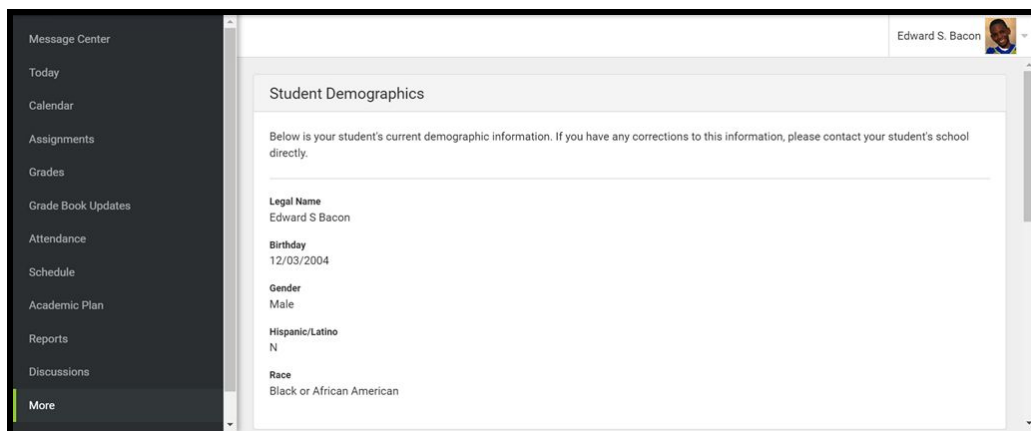 Message Center
Today
Calendar
Assignments
Grades
Grade Book Updates
Attendance
Schedule
Academic Plan
Reports
Discussions
More
Edward S. Bacon
Student Demographics
Below is your student's current demographic information. If you have any corrections to this information, please contact your student's school
directly.
Legal Name
Edward S Bacon
Birthday
12/03/2004
Gender
Male
Hispanic/Latino
N
Race
Black or African American